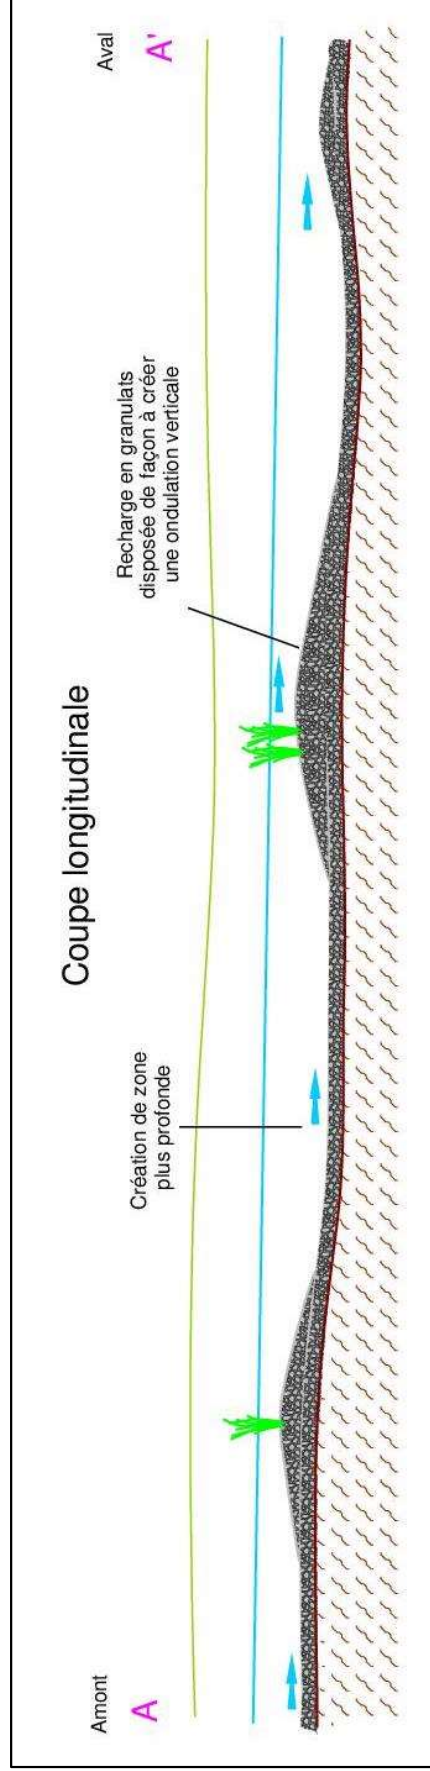 Coupe longitudinale
Amont
Aval
A
A'
Création de zone
plus profonde
Recharge en granulats
disposée de façon à créer
une ondulation verticale